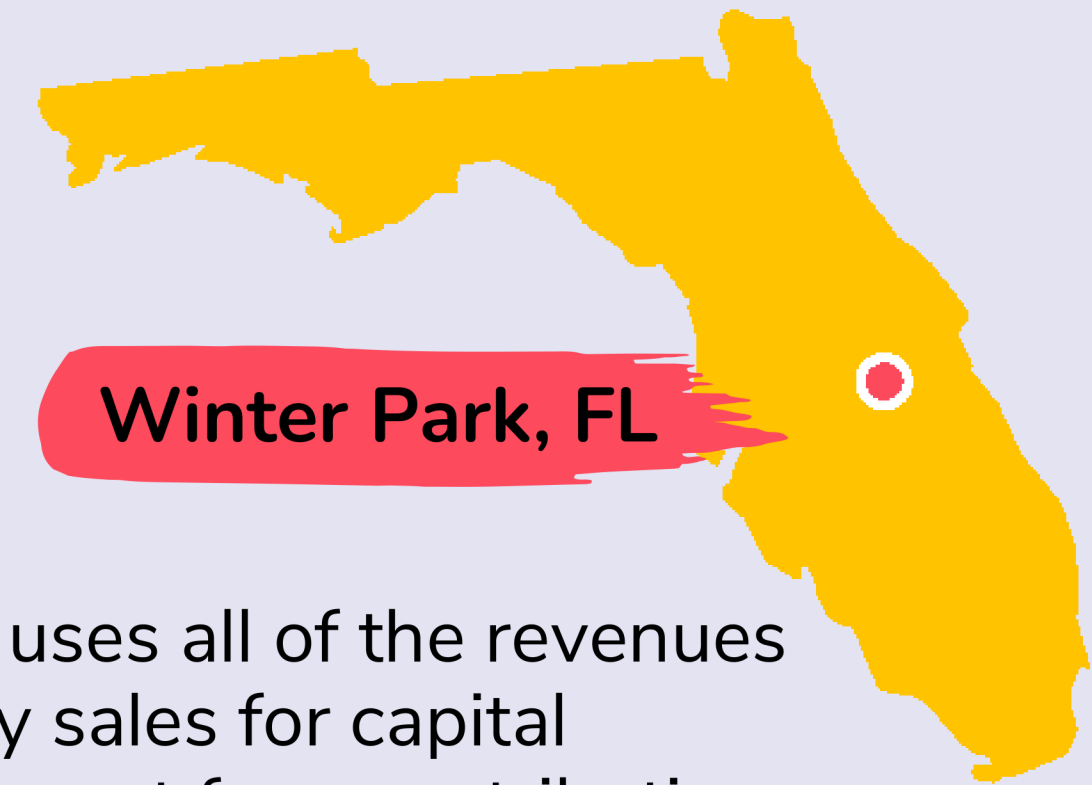 Winter Park, FL
uses all of the revenues
y sales for capital